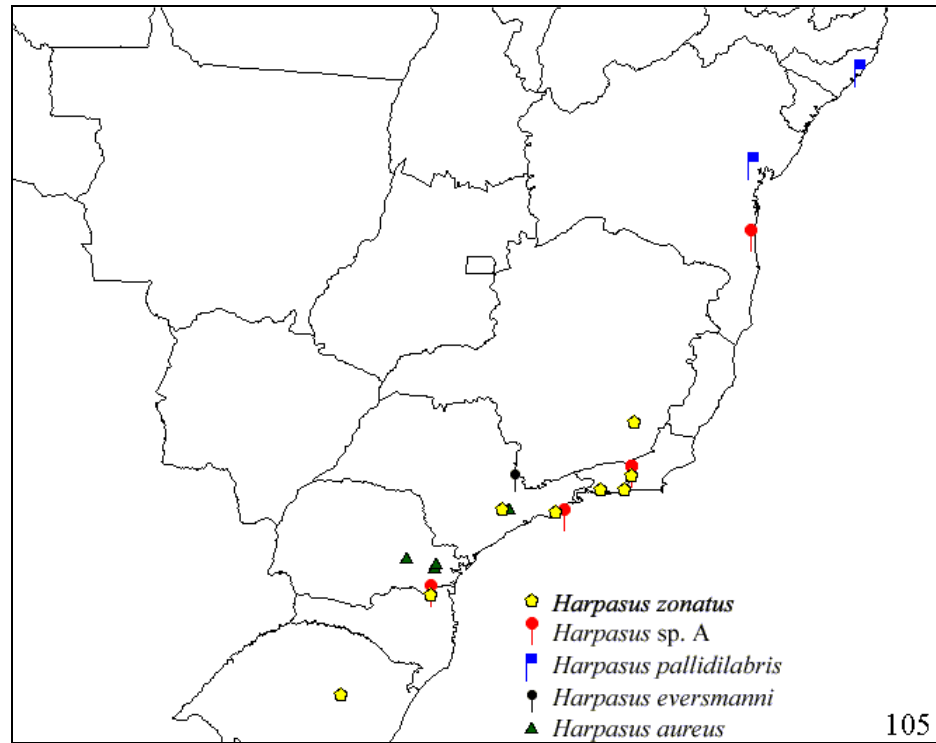 Harpasus zonatus
Harpasus sp. A
Harpasus pallidilabris
Harpasus eversmanni
Harpasus aureus
105